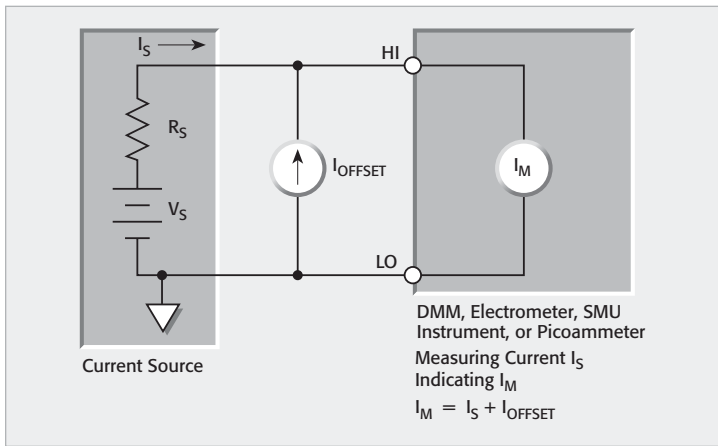 I_S
R_S
V_S
Current Source
I_OFFSET
HI
LO
I_M
DMM, Electrometer, SMU
Instrument, or Picoammeter
Measuring Current I_S
Indicating I_M
I_M = I_S + I_OFFSET